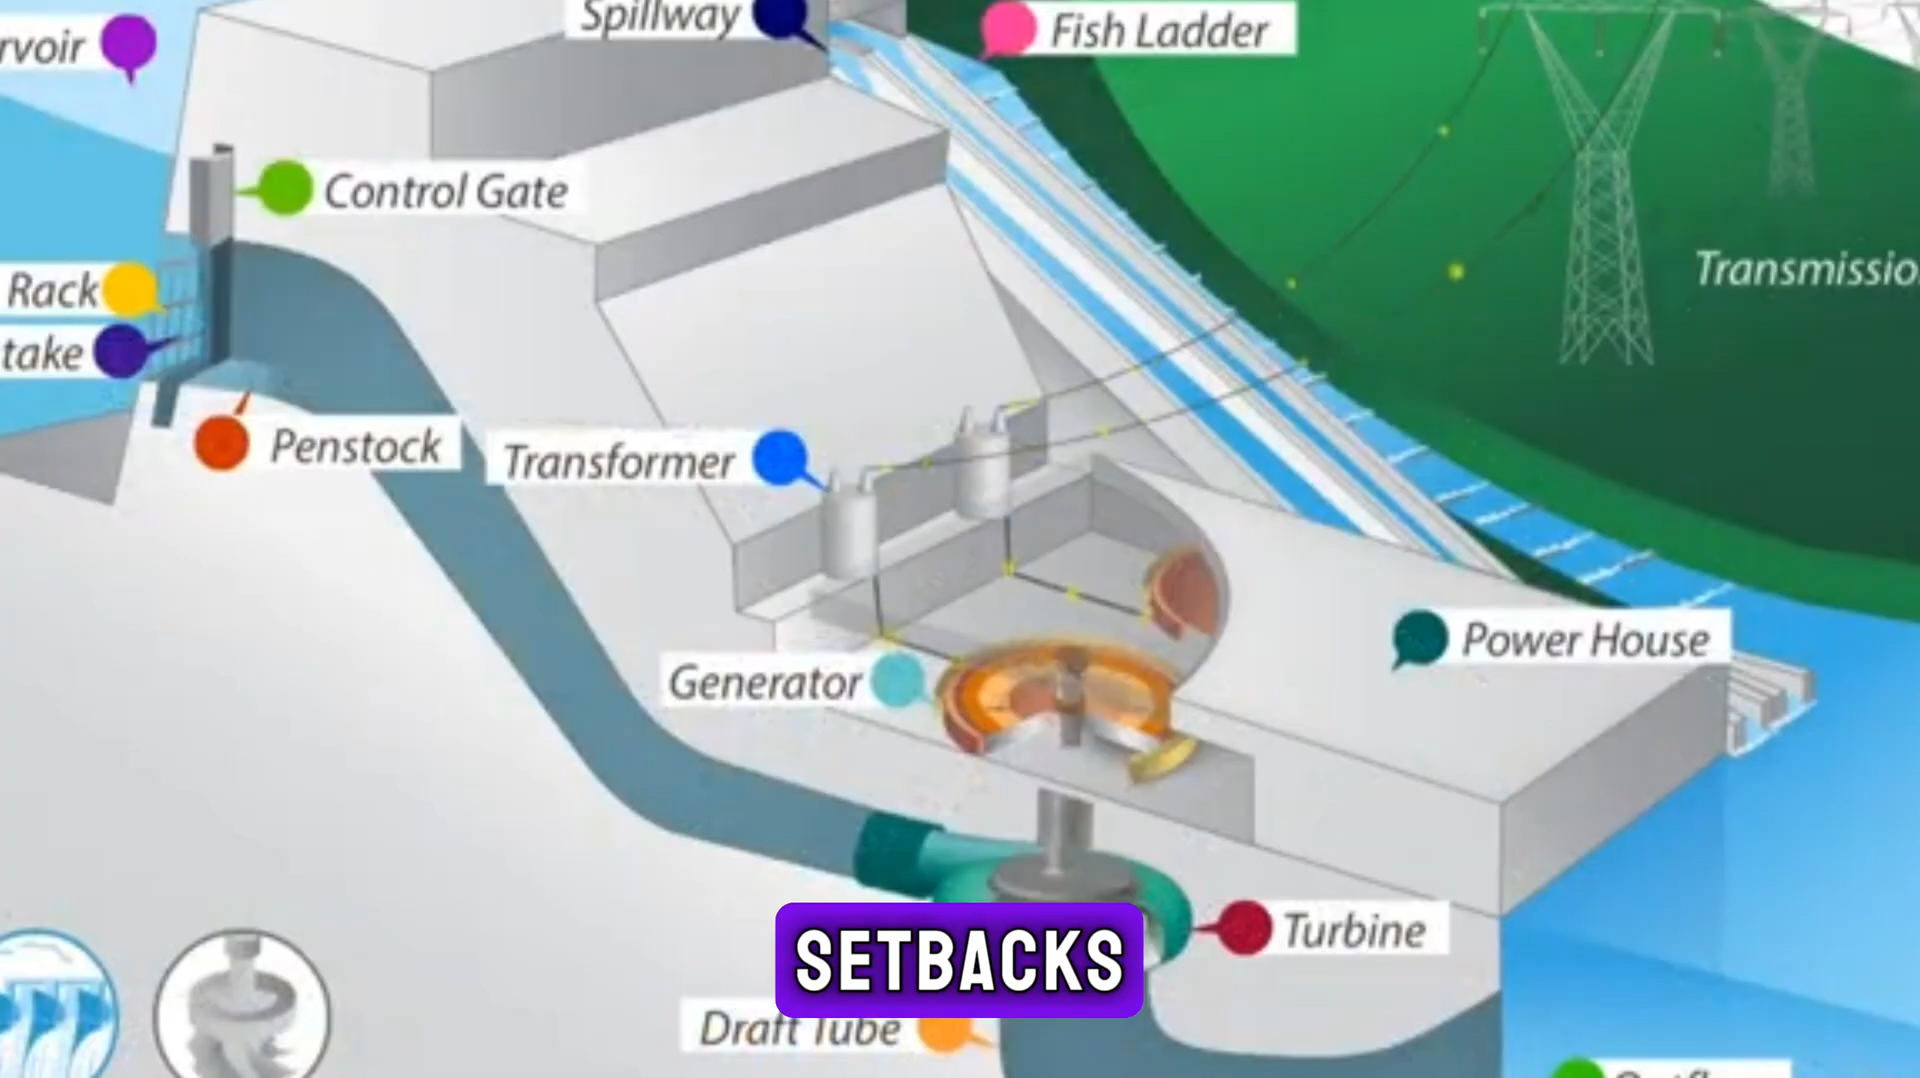 Spillway
Fish Ladder
rvoir
Control Gate
Transmissio
Rack
take
Penstock
Transformer
Power House
Generator
Turbine
SETBACKS
Draft Tube